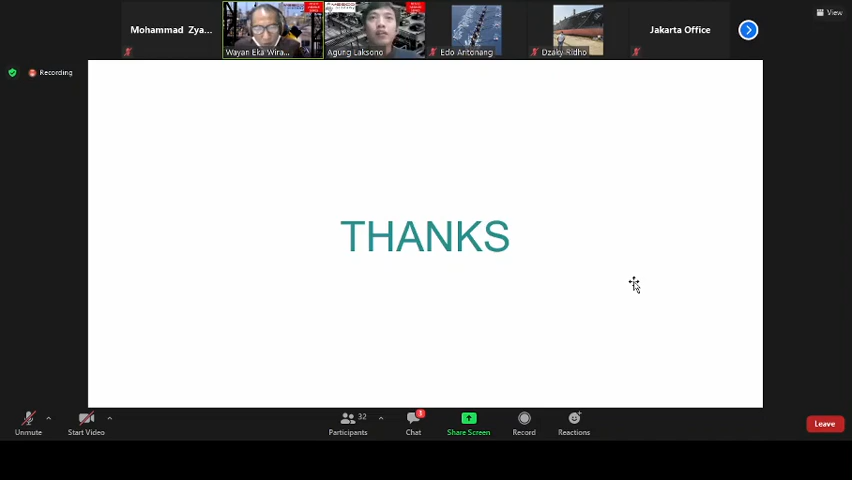 Mohammad Zya...
Wayan Eka Wira...
Agung Laksono
Edo Antonang
Dzaky Ridho
Jakarta Office
View
Recording
THANKS
Unmute
Start Video
32
Participants
3
Chat
Share Screen
Record
Reactions
Leave